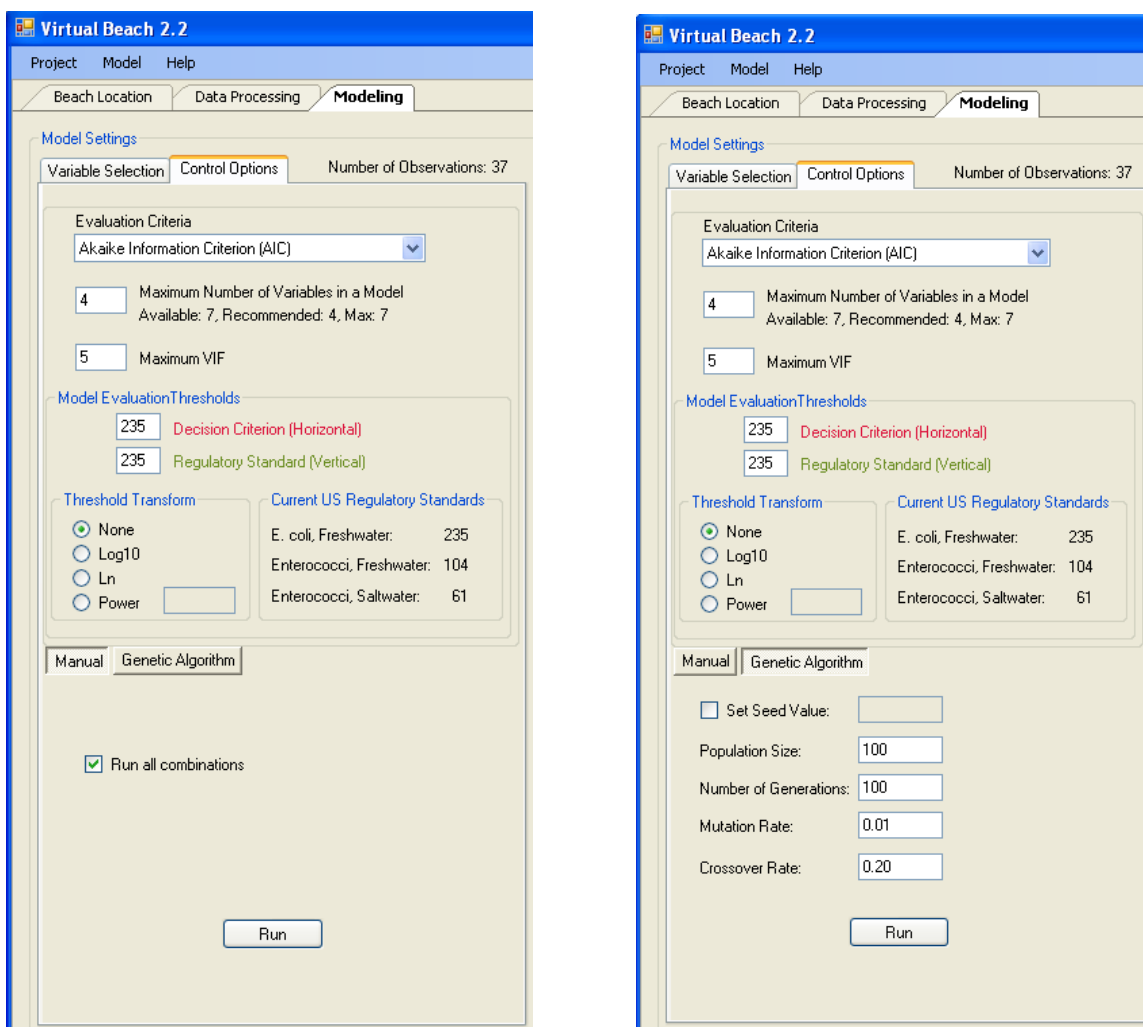 Virtual Beach 2.2
Project Model Help
Beach Location Data Processing Modeling
Model Settings
Variable Selection Control Options Number of Observations: 37
Evaluation Criteria
Akaike Information Criterion (AIC)
4 Maximum Number of Variables in a Model
Available: 7, Recommended: 4, Max: 7
5 Maximum VIF
Model EvaluationThresholds
235 Decision Criterion (Horizontal)
235 Regulatory Standard (Vertical)
Threshold Transform
None
Log10
Ln
Power
Current US Regulatory Standards
E. coli, Freshwater: 235
Enterococci, Freshwater: 104
Enterococci, Saltwater: 61
Manual Genetic Algorithm
Run all combinations
Run
Virtual Beach 2.2
Project Model Help
Beach Location Data Processing Modeling
Model Settings
Variable Selection Control Options Number of Observations: 37
Evaluation Criteria
Akaike Information Criterion (AIC)
4 Maximum Number of Variables in a Model
Available: 7, Recommended: 4, Max: 7
5 Maximum VIF
Model EvaluationThresholds
235 Decision Criterion (Horizontal)
235 Regulatory Standard (Vertical)
Threshold Transform
None
Log10
Ln
Power
Current US Regulatory Standards
E. coli, Freshwater: 235
Enterococci, Freshwater: 104
Enterococci, Saltwater: 61
Manual Genetic Algorithm
Set Seed Value:
Population Size: 100
Number of Generations: 100
Mutation Rate: 0.01
Crossover Rate: 0.20
Run